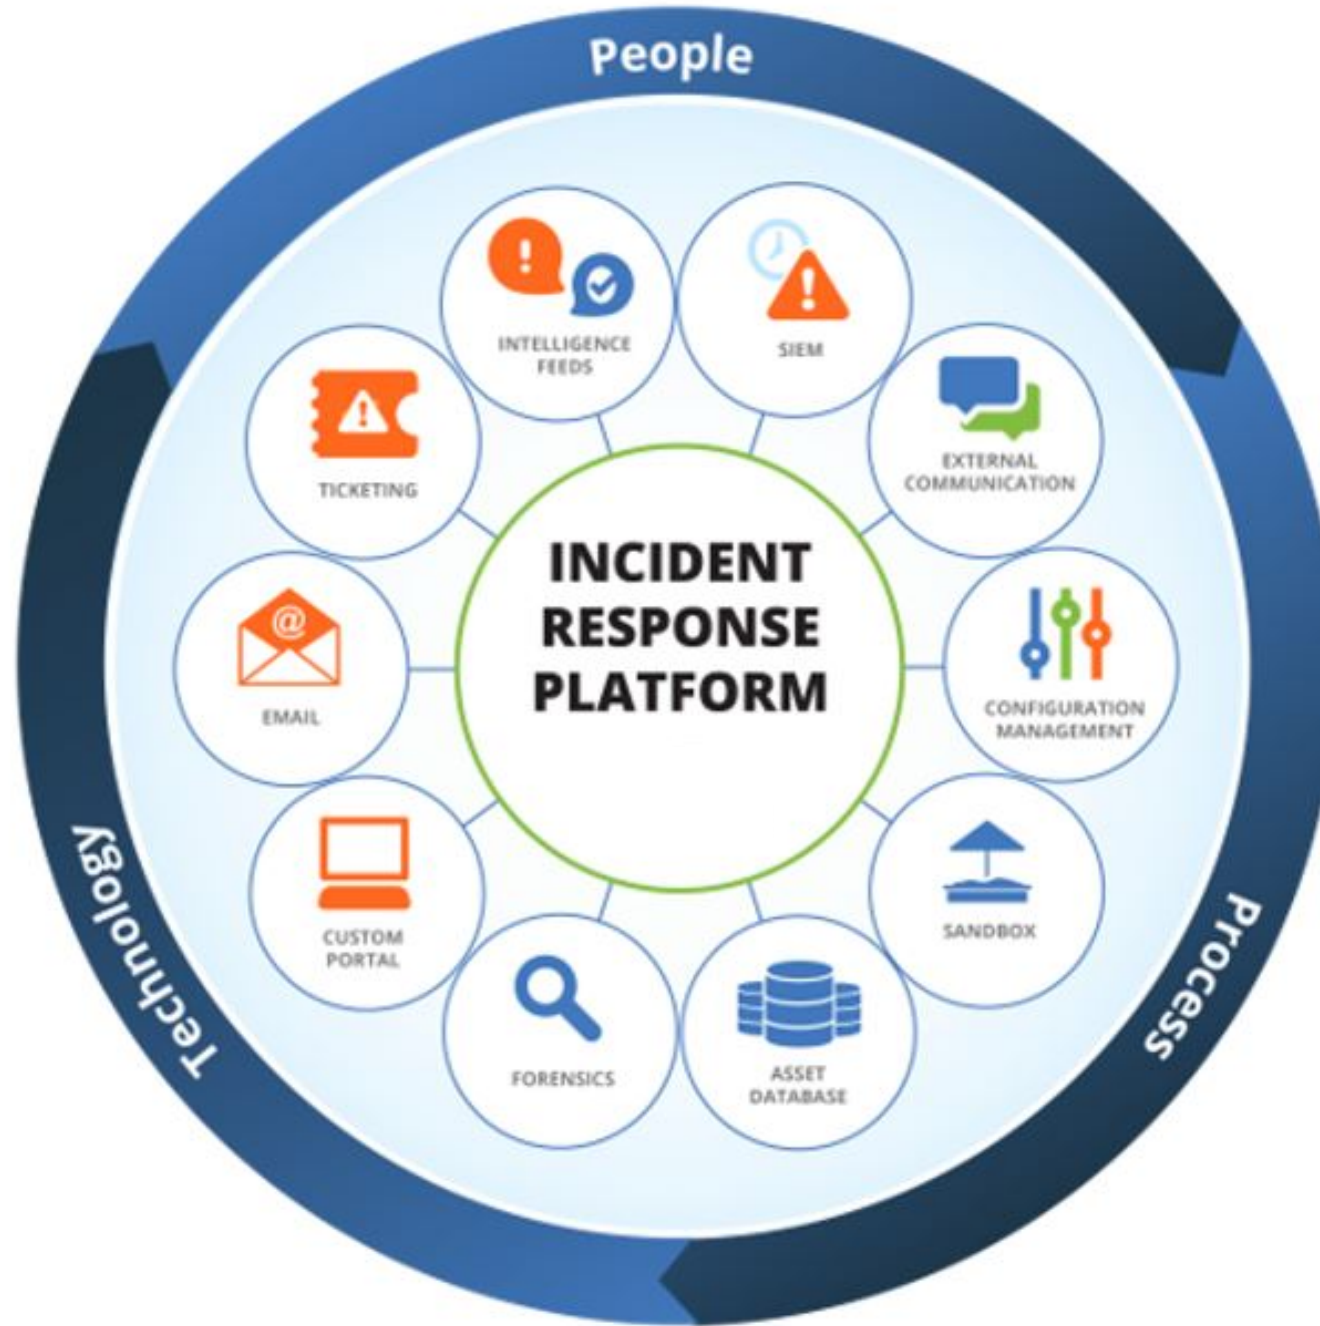 People
INTELLIGENCE
FEEDS
SIEM
TICKETING
EXTERNAL
COMMUNICATION
INCIDENT
RESPONSE
PLATFORM
@
EMAIL
CONFIGURATION
MANAGEMENT
CUSTOM
PORTAL
SANDBOX
FORENSICS
ASSET
DATABASE
Technology
Process